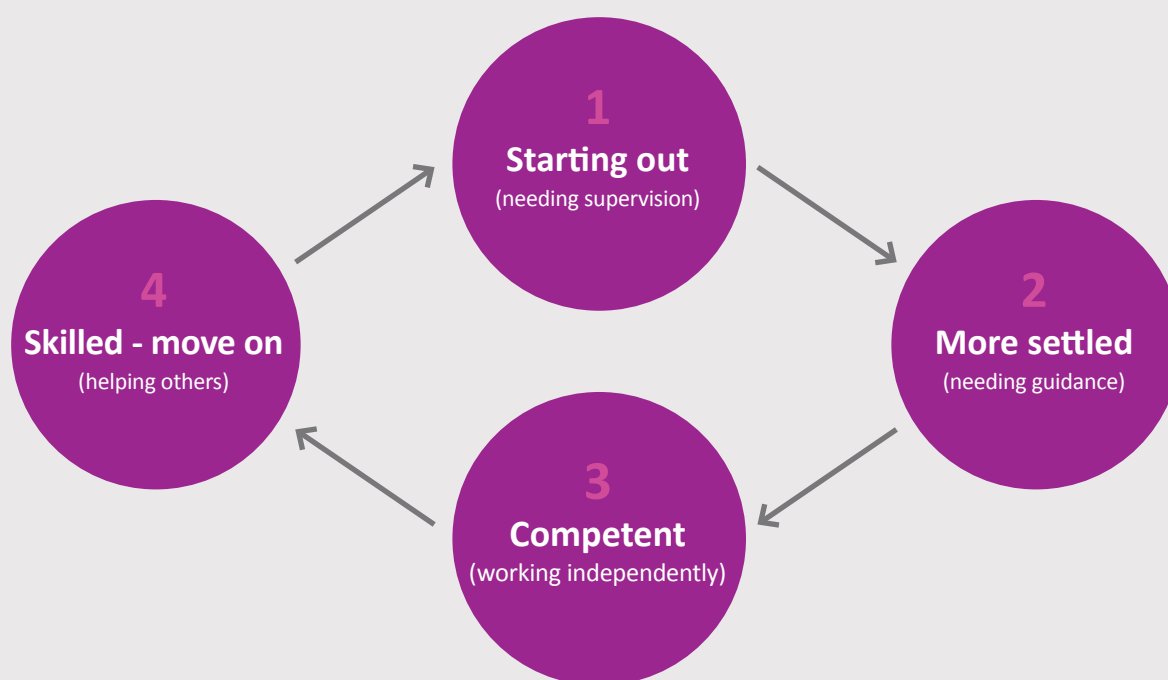 1
Starting out
(needing supervision)
2
More settled
(needing guidance)
3
Competent
(working independently)
4
Skilled - move on
(helping others)